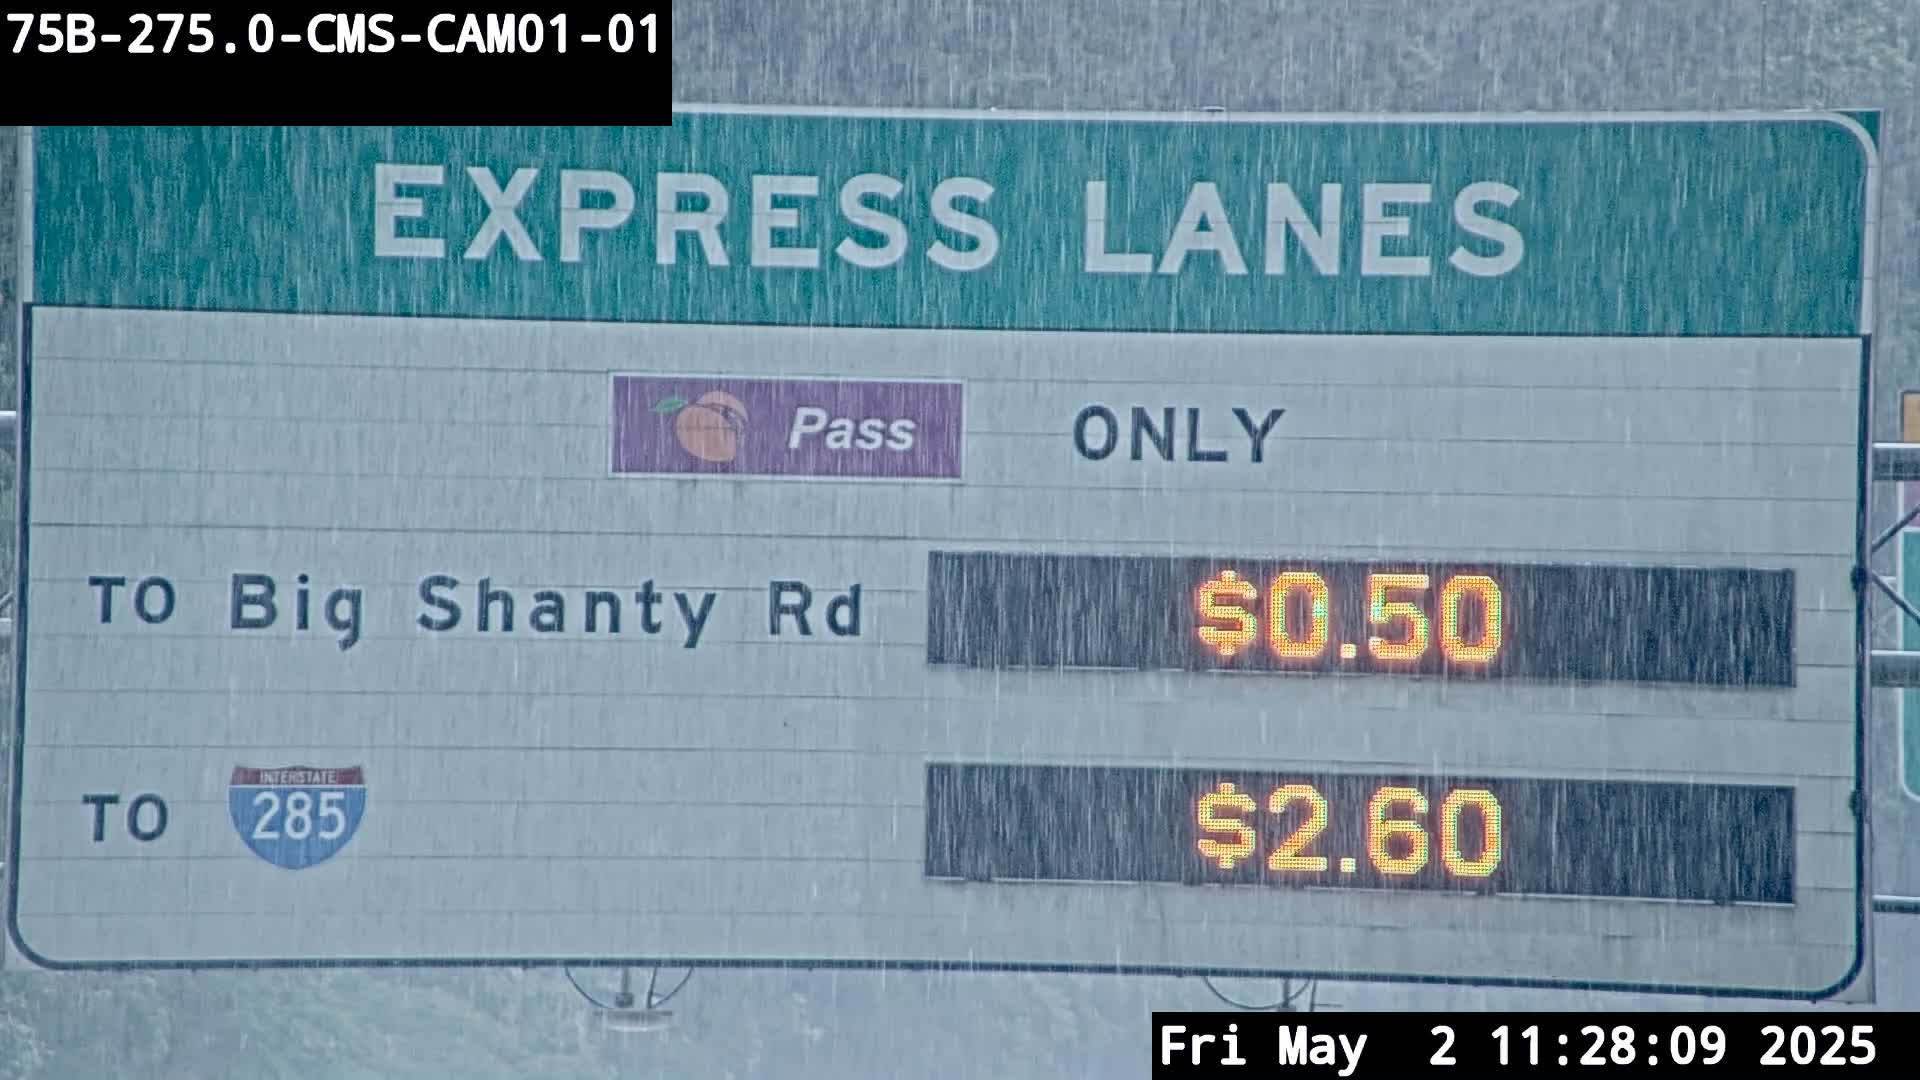 75B-275.0-CMS-CAM01-01
EXPRESS LANES
Pass ONLY
TO Big Shanty Rd $0.50
TO INTERSTATE 285 $2.60
Fri May 2 11:28:09 2025